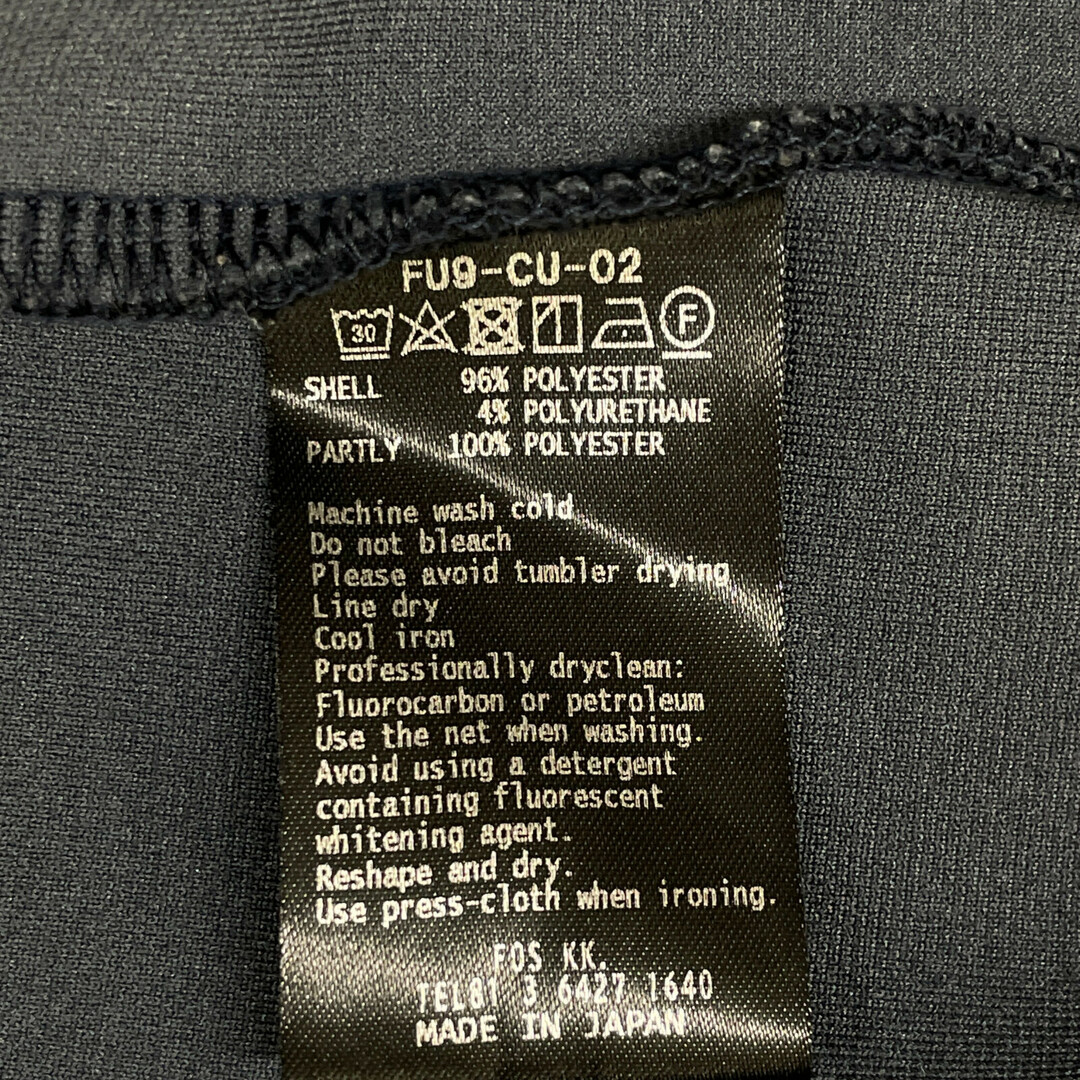 FU9-CU-02
30 F
SHELL 96% POLYESTER
4% POLYURETHANE
PARTLY 100% POLYESTER
Machine wash cold
Do not bleach
Please avoid tumbler drying
Line dry
Cool iron
Professionally dryclean:
Fluorocarbon or petroleum
Use the net when washing.
Avoid using a detergent
containing fluorescent
whitening agent.
Reshape and dry.
Use press-cloth when ironing.
FOS KK.
TEL81 3 6427 1640
MADE IN JAPAN